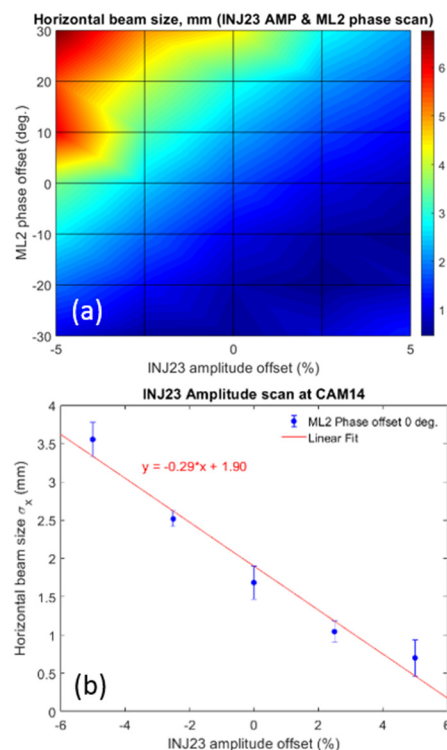 Horizontal beam size, mm (INJ23 AMP & ML2 phase scan)
30
20
10
0
-10
-20
-30
ML2 phase offset (deg.)
(a)
-5
0
5
INJ23 amplitude offset (%)
6
5
4
3
2
1
INJ23 Amplitude scan at CAM14
4
3.5
3
2.5
2
1.5
1
0.5
0
Horizontal beam size σx (mm)
ML2 Phase offset 0 deg.
Linear Fit
y = -0.29*x + 1.90
(b)
-6
-4
-2
0
2
4
6
INJ23 amplitude offset (%)